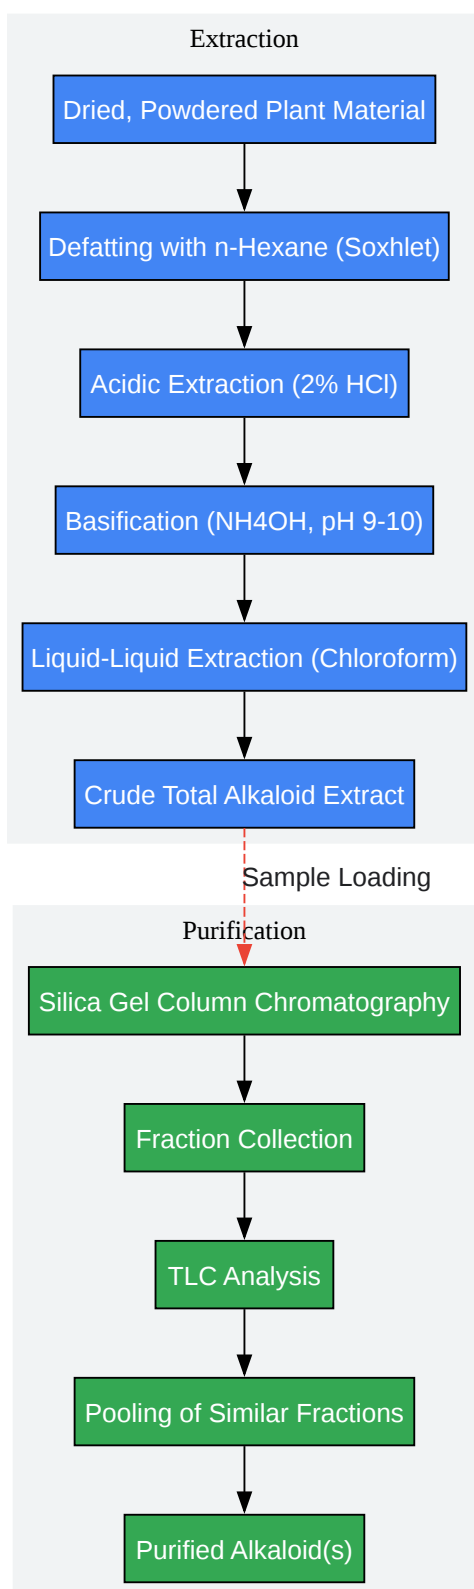 Extraction
Dried, Powdered Plant Material
Defatting with n-Hexane (Soxhlet)
Acidic Extraction (2% HCl)
Basification (NH4OH, pH 9-10)
Liquid-Liquid Extraction (Chloroform)
Crude Total Alkaloid Extract
Sample Loading
Purification
Silica Gel Column Chromatography
Fraction Collection
TLC Analysis
Pooling of Similar Fractions
Purified Alkaloid(s)